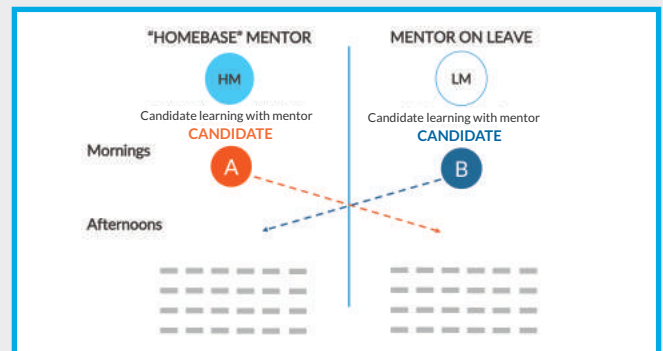 "HOMEBASE" MENTOR
MENTOR ON LEAVE
HM
LM
Candidate learning with mentor
Candidate learning with mentor
CANDIDATE
CANDIDATE
Mornings
A
B
Afternoons